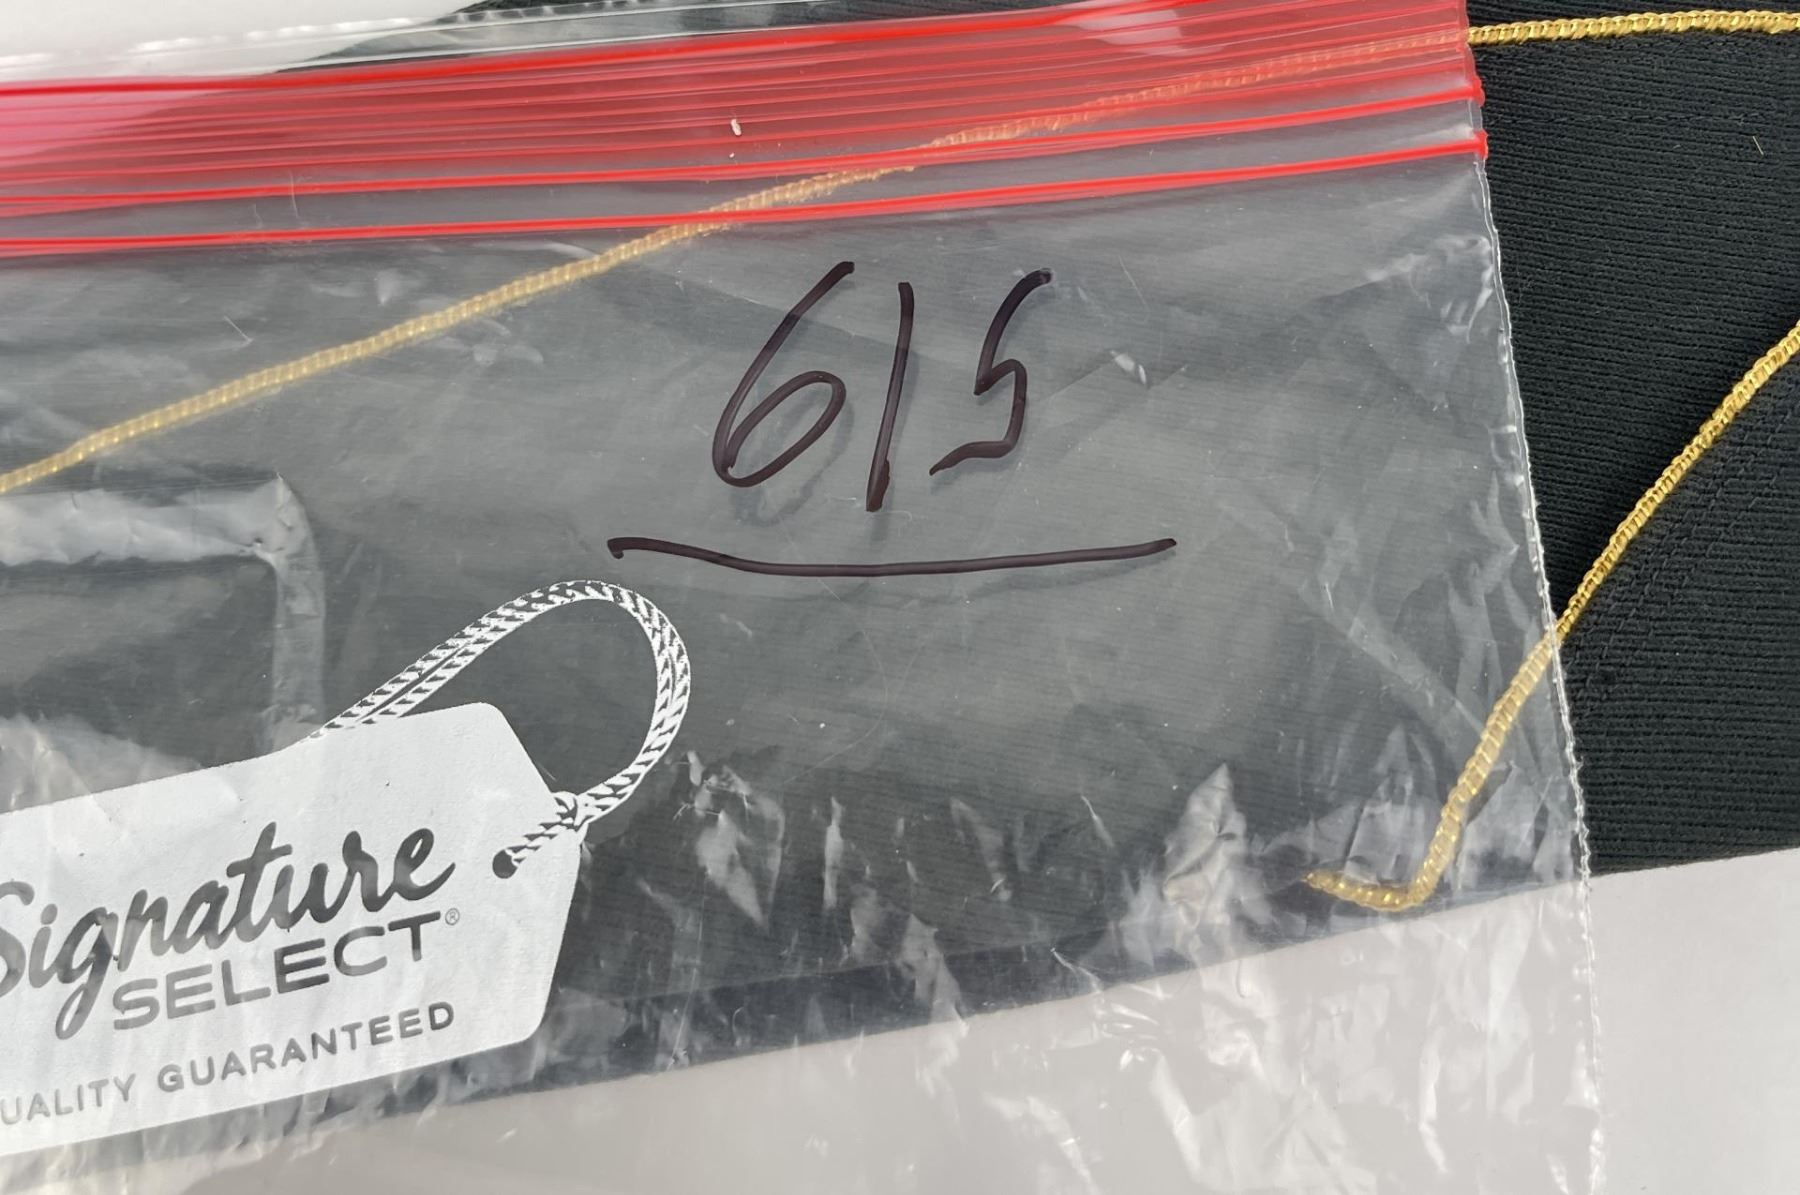 615
Signature
SELECT®
UALITY GUARANTEED